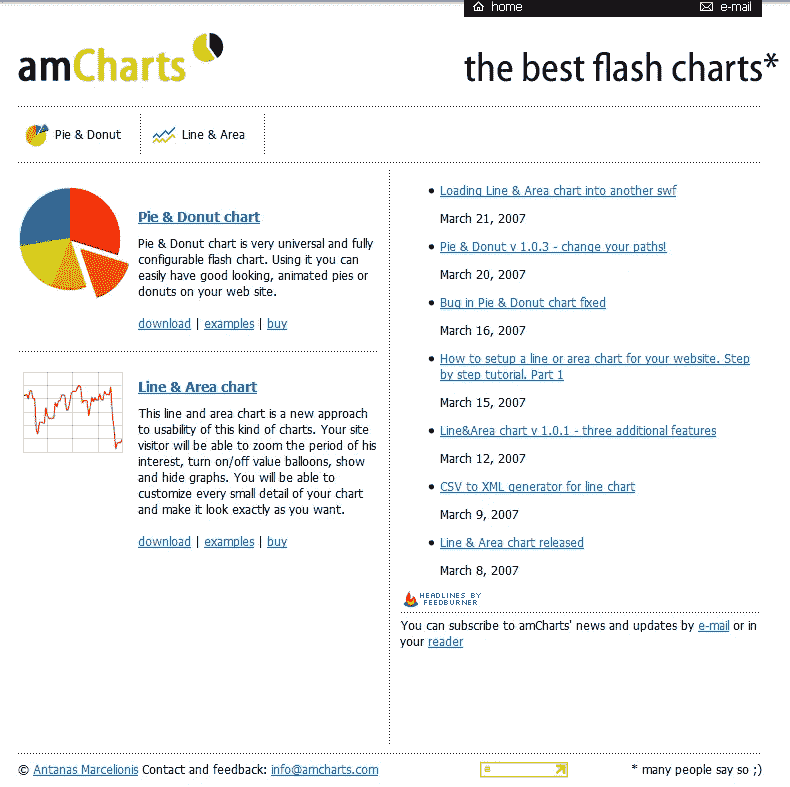 home
e-mail
amCharts
the best flash charts*
Pie & Donut
Line & Area
Pie & Donut chart
Pie & Donut chart is very universal and fully
configurable flash chart. Using it you can
easily have good looking, animated pies or
donuts on your web site.
download | examples | buy
Line & Area chart
This line and area chart is a new approach
to usability of this kind of charts. Your site
visitor will be able to zoom the period of his
interest, turn on/off value balloons, show
and hide graphs. You will be able to
customize every small detail of your chart
and make it look exactly as you want.
download | examples | buy
Loading Line & Area chart into another swf
March 21, 2007
Pie & Donut v 1.0.3 - change your paths!
March 20, 2007
Bug in Pie & Donut chart fixed
March 16, 2007
How to setup a line or area chart for your website. Step
by step tutorial. Part 1
March 15, 2007
Line&Area chart v 1.0.1 - three additional features
March 12, 2007
CSV to XML generator for line chart
March 9, 2007
Line & Area chart released
March 8, 2007
HEADLINES BY
FEEDBURNER
You can subscribe to amCharts' news and updates by e-mail or in
your reader
© Antanas Marcelionis Contact and feedback: info@amcharts.com
* many people say so ;)